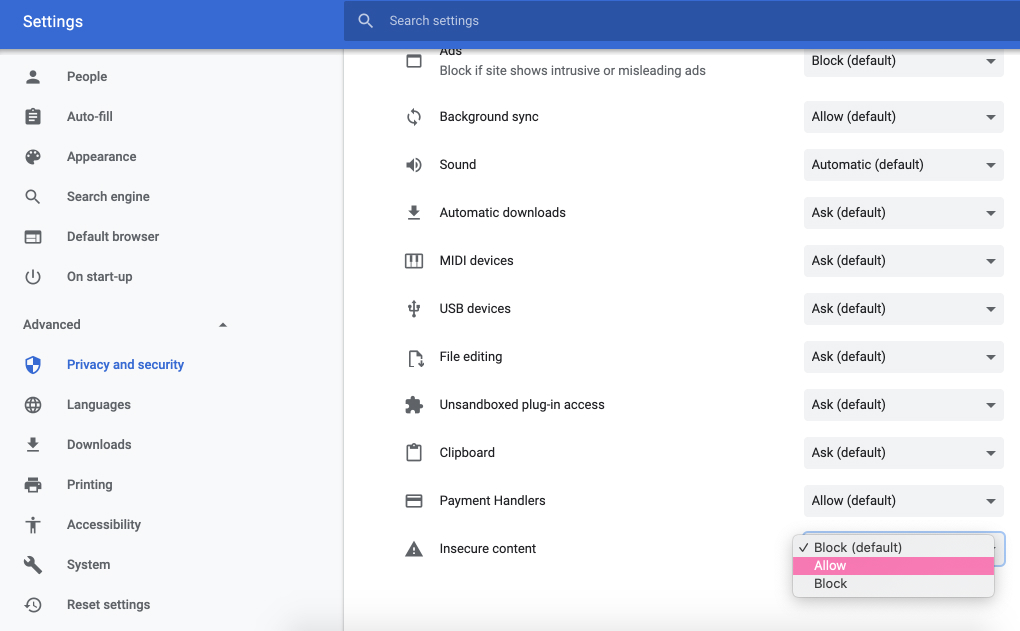 Settings
Search settings
People
Auto-fill
Appearance
Search engine
Default browser
On start-up
Advanced
Privacy and security
Languages
Downloads
Printing
Accessibility
System
Reset settings
Ads
Block if site shows intrusive or misleading ads
Block (default)
Background sync
Allow (default)
Sound
Automatic (default)
Automatic downloads
Ask (default)
MIDI devices
Ask (default)
USB devices
Ask (default)
File editing
Ask (default)
Unsandboxed plug-in access
Ask (default)
Clipboard
Ask (default)
Payment Handlers
Allow (default)
Insecure content
✓ Block (default)
Allow
Block